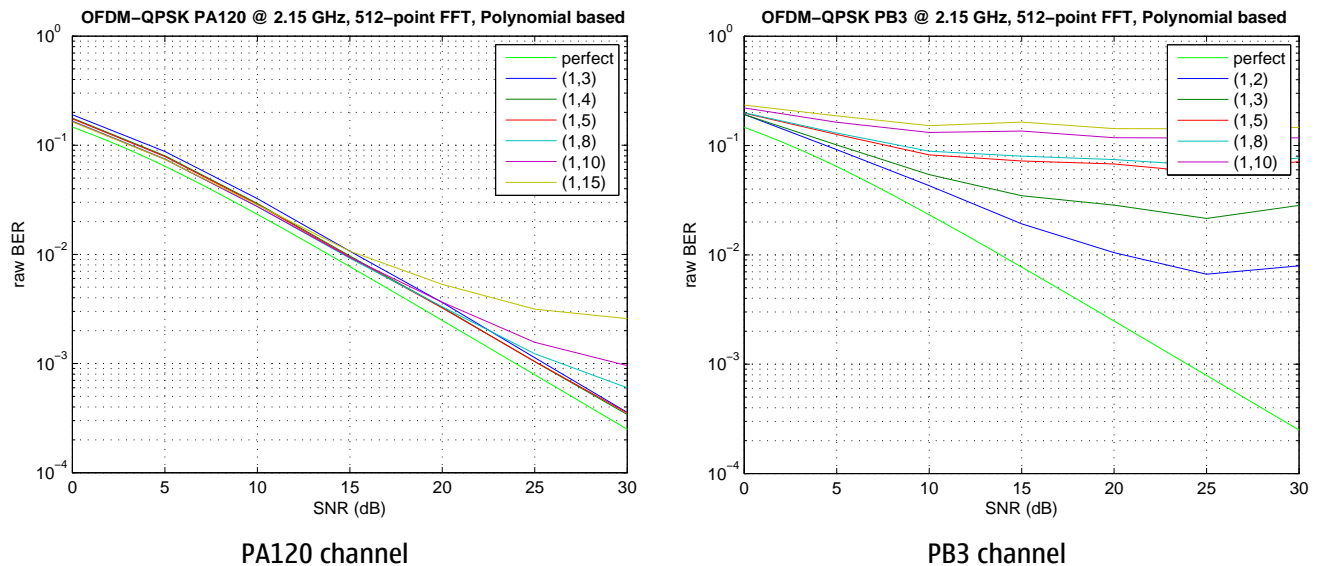 OFDM−QPSK PA120 @ 2.15 GHz, 512−point FFT, Polynomial based
10^0
10^−1
10^−2
10^−3
10^−4
raw BER
perfect
(1,3)
(1,4)
(1,5)
(1,8)
(1,10)
(1,15)
0 5 10 15 20 25 30
SNR (dB)
PA120 channel
OFDM−QPSK PB3 @ 2.15 GHz, 512−point FFT, Polynomial based
10^0
10^−1
10^−2
10^−3
10^−4
raw BER
perfect
(1,2)
(1,3)
(1,5)
(1,8)
(1,10)
0 5 10 15 20 25 30
SNR (dB)
PB3 channel